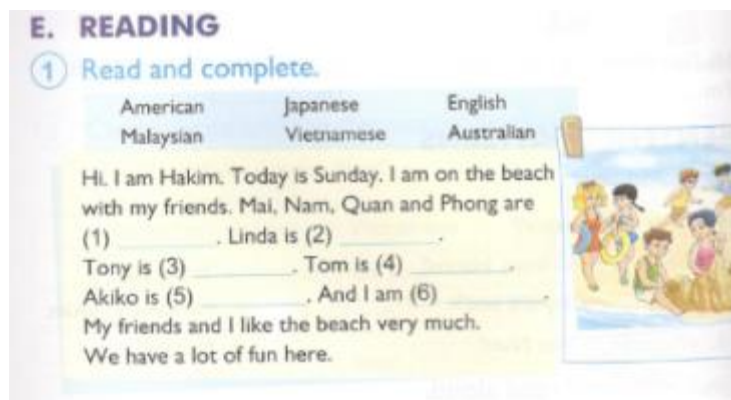 E. READING
1 Read and complete.
American Japanese English
Malaysian Vietnamese Australian
Hi. I am Hakim. Today is Sunday. I am on the beach
with my friends. Mai, Nam, Quan and Phong are
(1) ________. Linda is (2) ________.
Tony is (3) ________. Tom is (4) ________.
Akiko is (5) ________. And I am (6) ________.
My friends and I like the beach very much.
We have a lot of fun here.